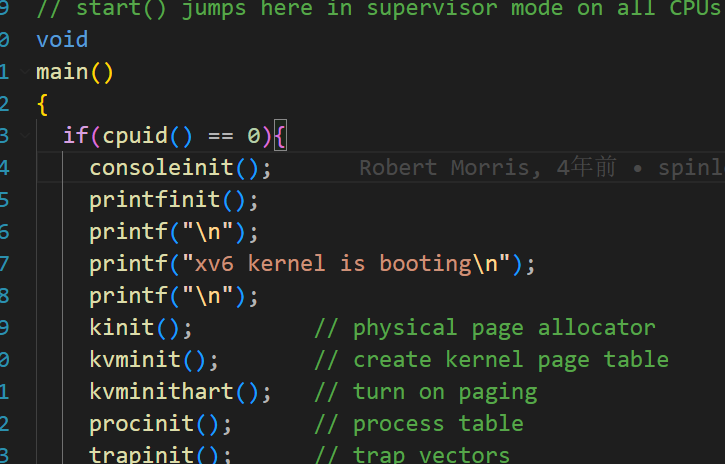 9 // start() jumps here in supervisor mode on all CPUs
0 void
1 main()
2 {
3 if(cpuid() == 0){
4 consoleinit(); Robert Morris, 4年前 • spinl
5 printfinit();
6 printf("\n");
7 printf("xv6 kernel is booting\n");
8 printf("\n");
9 kinit(); // physical page allocator
0 kvminit(); // create kernel page table
1 kvminithart(); // turn on paging
2 procinit(); // process table
3 trapinit(); // trap vectors